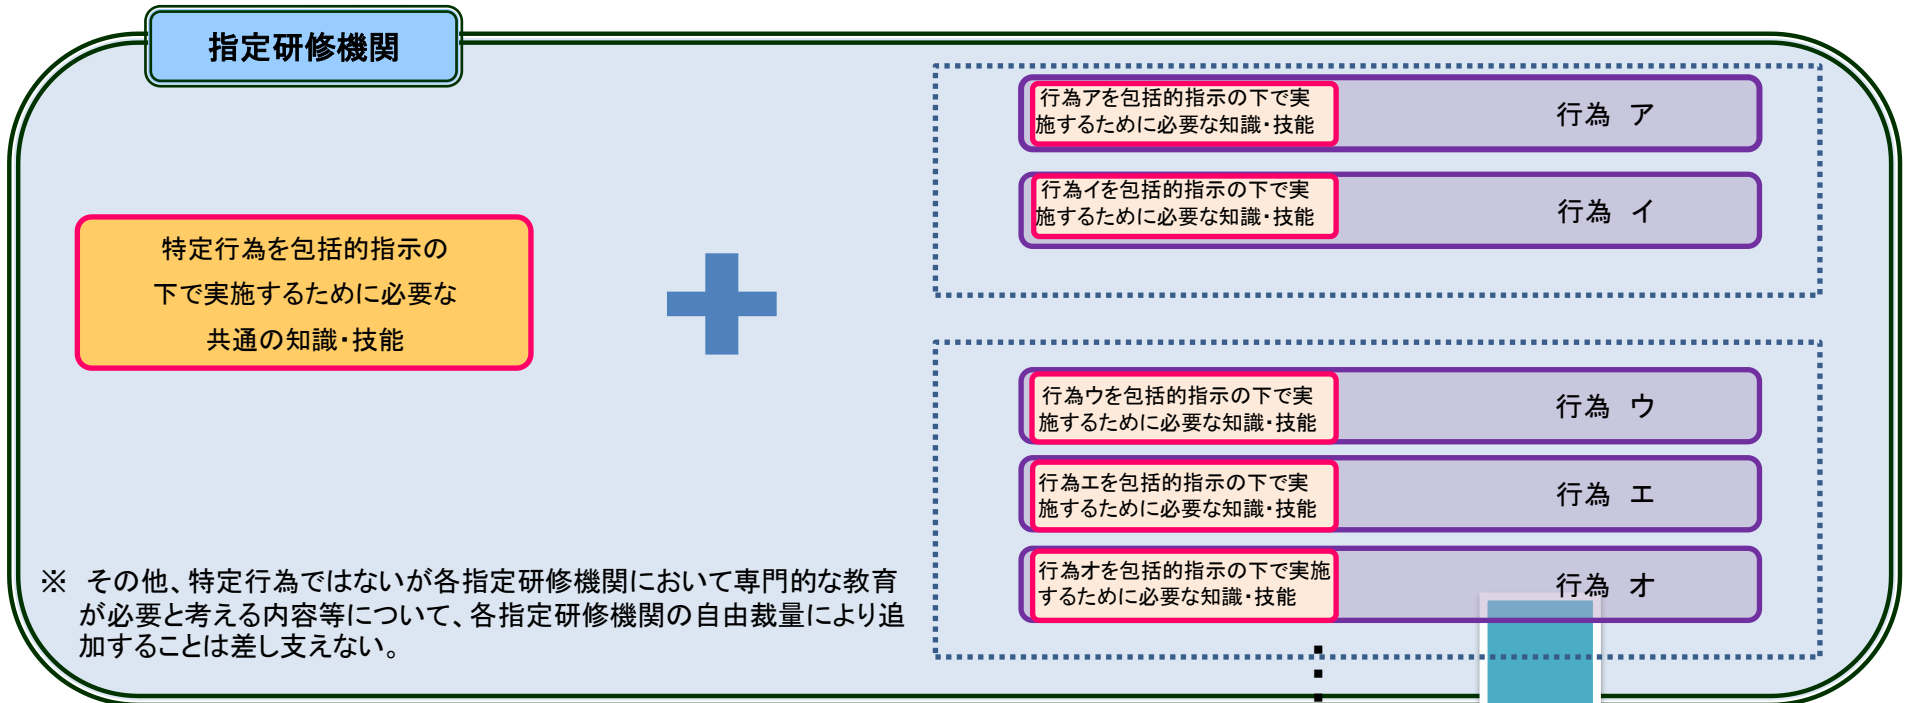 指定研修機関
特定行為を包括的指示の
下で実施するために必要な
共通の知識・技能
行為アを包括的指示の下で実
施するために必要な知識・技能
行為 ア
行為イを包括的指示の下で実
施するために必要な知識・技能
行為 イ
行為ウを包括的指示の下で実
施するために必要な知識・技能
行為 ウ
行為エを包括的指示の下で実
施するために必要な知識・技能
行為 エ
行為オを包括的指示の下で実施
するために必要な知識・技能
行為 オ
※ その他、特定行為ではないが各指定研修機関において専門的な教育
が必要と考える内容等について、各指定研修機関の自由裁量により追
加することは差し支えない。